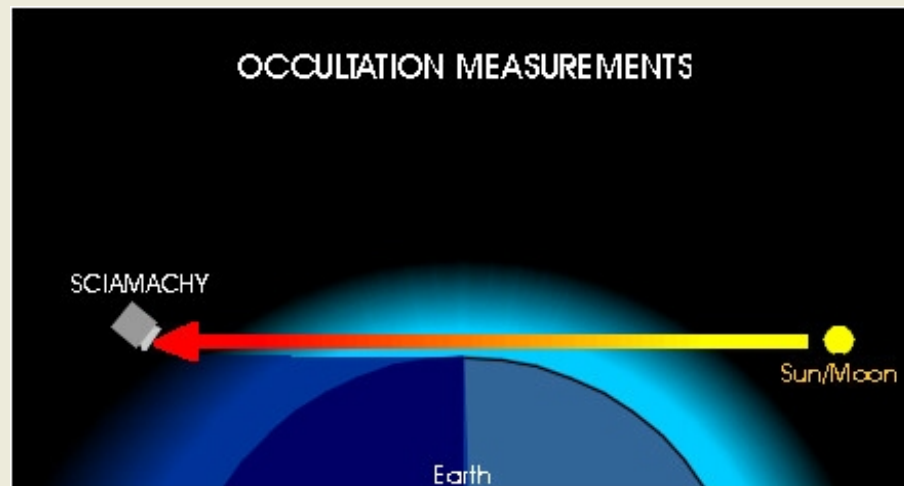 OCCULTATION MEASUREMENTS
SCIAMACHY
Sun/Moon
Earth